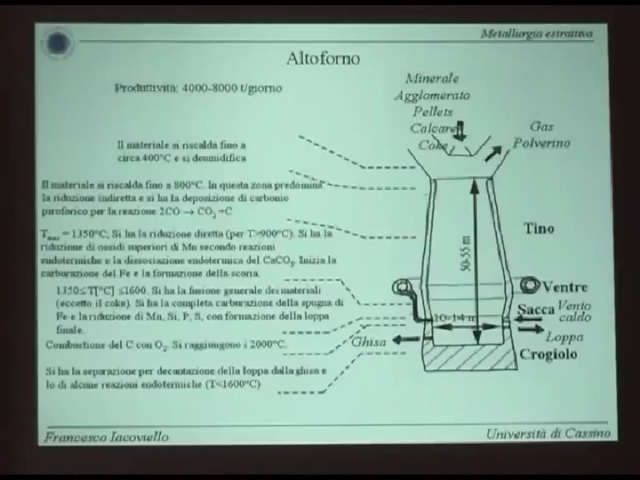 Metallurgia estrattiva
Altoforno
Produttività: 4000-8000 t/giorno
Minerale
Agglomerato
Pellets
Calcare
Coke
Gas
Polverino
Il materiale si riscalda fino a
circa 400°C e si deumidifica
Il materiale si riscalda fino a 800°C. In questa zona predomina
la riduzione indiretta e si ha la deposizione di carbonio
piroforico per la reazione 2CO → CO2+C
Tmax = 1350°C; Si ha la riduzione diretta (per T>900°C). Si ha la
riduzione di ossidi superiori di Mn secondo reazioni
endotermiche e la dissociazione endotermica del CaCO3. Inizia la
carburazione del Fe e la formazione della scoria.
1350≤T[°C] ≤1600. Si ha la fusione generale dei materiali
(eccetto il coke). Si ha la completa carburazione della spugna di
Fe e la riduzione di Mn, Si, P, S, con formazione della loppa
finale.
Combustione del C con O2. Si raggiungono i 2000°C.
Si ha la separazione per decantazione della loppa dalla ghisa e
lo di alcune reazioni endotermiche (T<1600°C)
50-55 m
Tino
Ventre
10-14 m
Sacca
Vento
caldo
Loppa
Ghisa
Crogiolo
Francesco Iacoviello
Università di Cassino